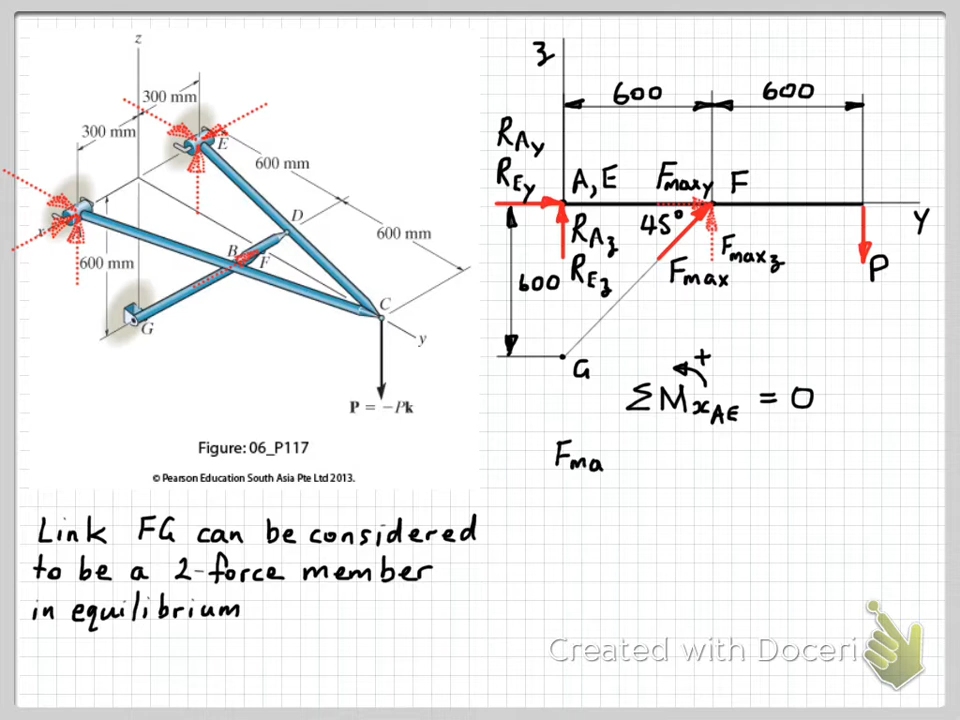 z
300 mm
300 mm
E
600 mm
D
600 mm
x
A
600 mm
B
F
C
G
y
P = −Pk
Figure: 06_P117
© Pearson Education South Asia Pte Ltd 2013.
Link FG can be considered
to be a 2-force member
in equilibrium
z
600
600
R_Ay
R_Ey
A, E
F_max y
F
y
45°
R_Az
R_Ez
F_max z
F_max
P
600
G
+
ΣM_xAE = 0
Fma
Created with Doceri